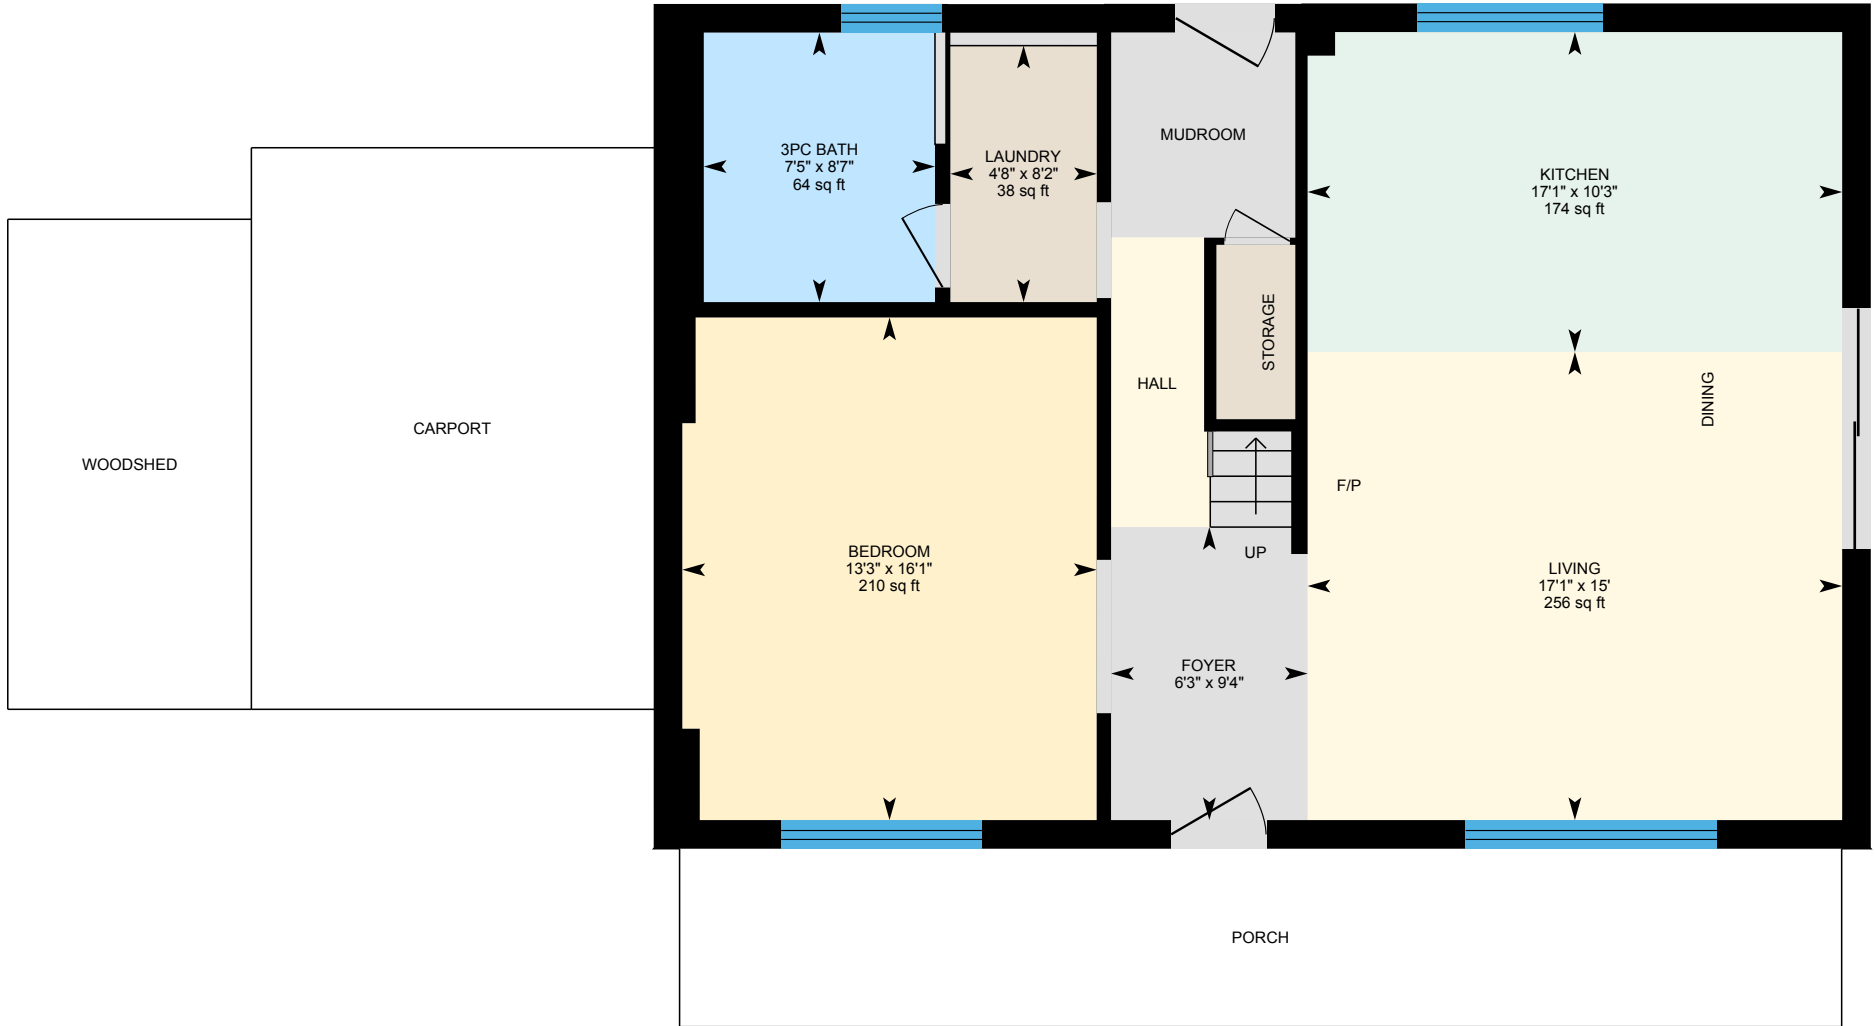 3PC BATH
7'5" x 8'7"
64 sq ft
LAUNDRY
4'8" x 8'2"
38 sq ft
MUDROOM
KITCHEN
17'1" x 10'3"
174 sq ft
STORAGE
HALL
DINING
CARPORT
WOODSHED
F/P
UP
BEDROOM
13'3" x 16'1"
210 sq ft
LIVING
17'1" x 15'
256 sq ft
FOYER
6'3" x 9'4"
PORCH